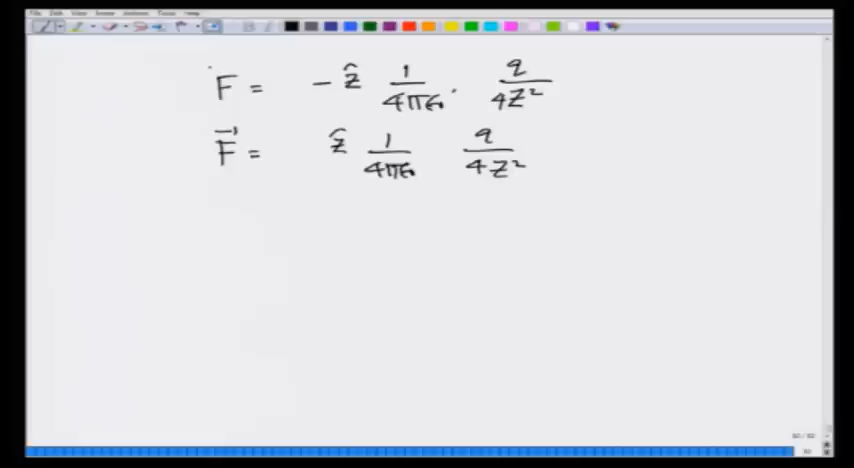 F = - ẑ 1/4πε₀ . q/4z²
F⃗ = ẑ 1/4πε₀ q/4z²